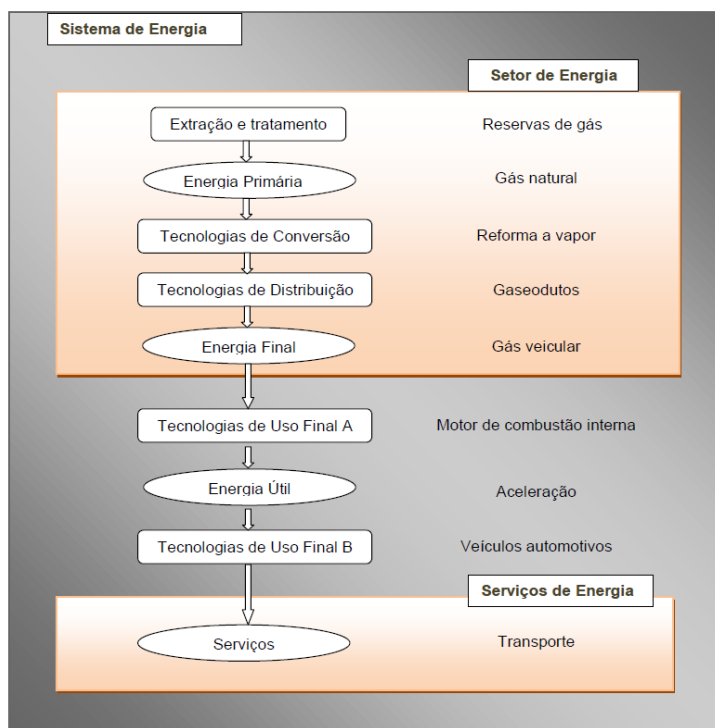 Sistema de Energia
Setor de Energia
Extração e tratamento
Reservas de gás
Energia Primária
Gás natural
Tecnologias de Conversão
Reforma a vapor
Tecnologias de Distribuição
Gaseodutos
Energia Final
Gás veicular
Tecnologias de Uso Final A
Motor de combustão interna
Energia Útil
Aceleração
Tecnologias de Uso Final B
Veículos automotivos
Serviços de Energia
Serviços
Transporte